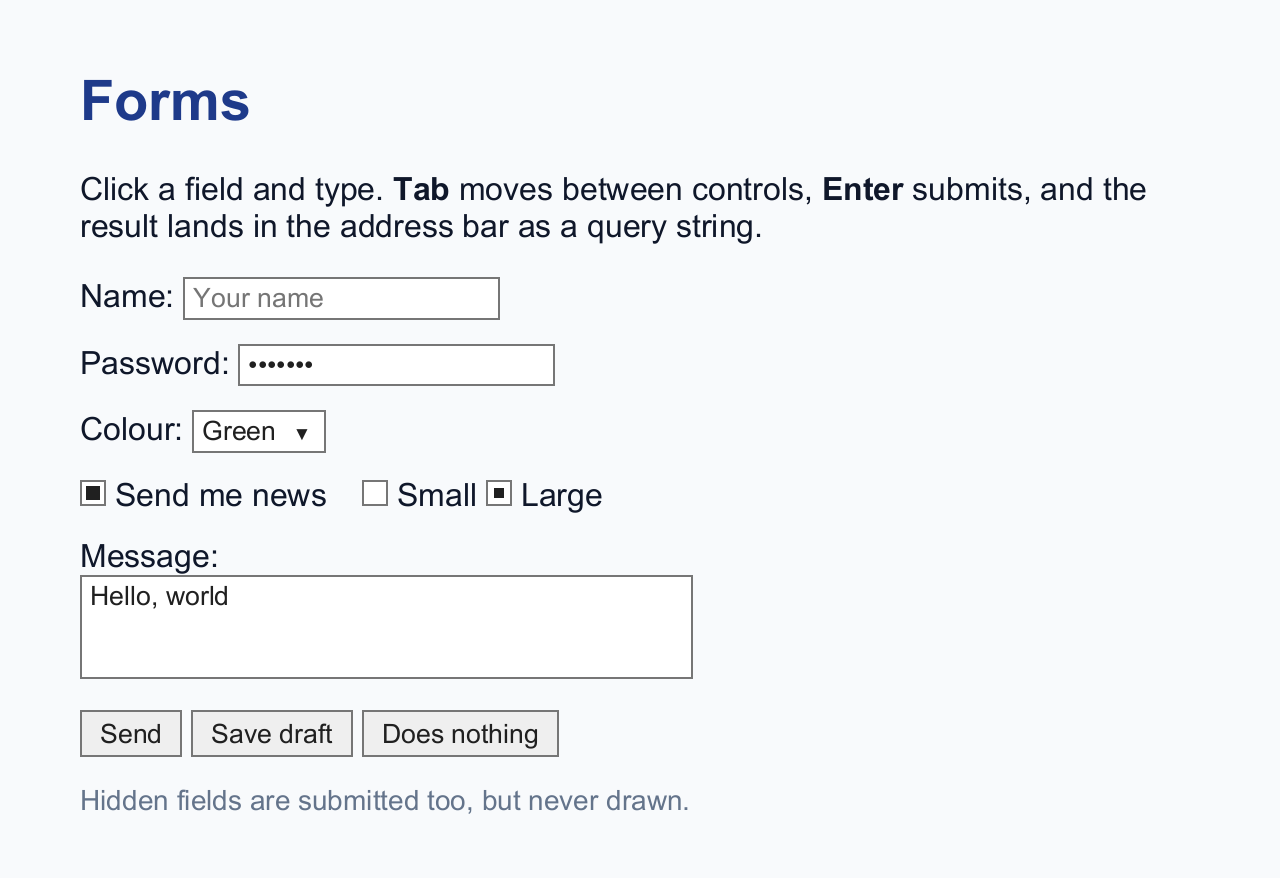 Forms
Click a field and type. Tab moves between controls, Enter submits, and the
result lands in the address bar as a query string.
Name: Your name
Password: •••••••
Colour: Green ▼
Send me news Small Large
Message:
Hello, world
Send Save draft Does nothing
Hidden fields are submitted too, but never drawn.